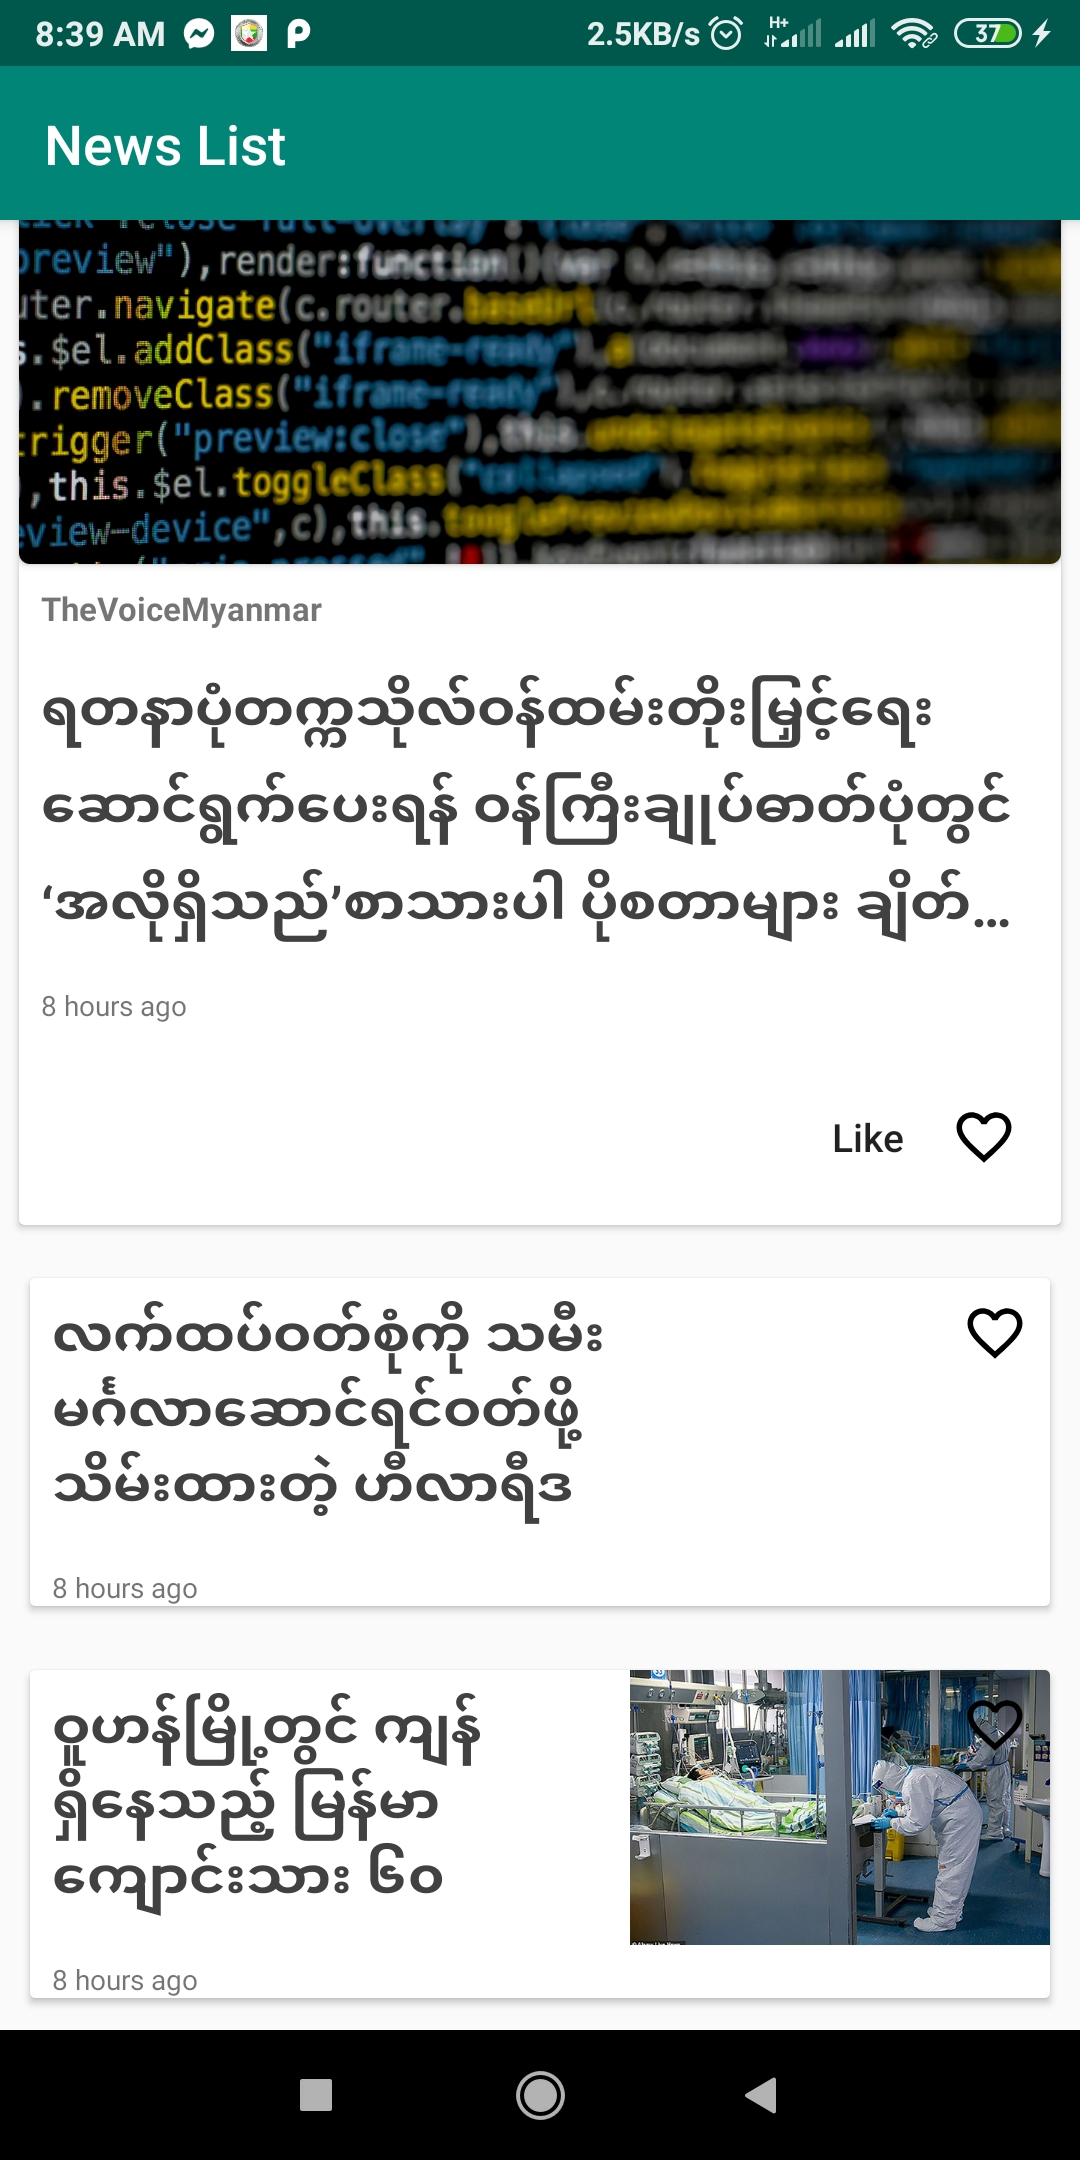 8:39 AM
2.5KB/s
H+
37
News List
preview"),render:function(
uter.navigate(c.router.baseUrl
s.$el.addClass("iframe-ready"
.removeClass("iframe-ready"
trigger("preview:close"),this.
,this.$el.toggleClass("collapsed"
eview-device",c),this.
TheVoiceMyanmar
ရတနာပုံတက္ကသိုလ်ဝန်ထမ်းတိုးမြှင့်ရေး
ဆောင်ရွက်ပေးရန် ဝန်ကြီးချုပ်ဓာတ်ပုံတွင်
‘အလိုရှိသည်’စာသားပါ ပိုစတာများ ချိတ်...
8 hours ago
Like
လက်ထပ်ဝတ်စုံကို သမီး
မင်္ဂလာဆောင်ရင်ဝတ်ဖို့
သိမ်းထားတဲ့ ဟီလာရီဒ
8 hours ago
ဝူဟန်မြို့တွင် ကျန်
ရှိနေသည့် မြန်မာ
ကျောင်းသား ၆၀
8 hours ago